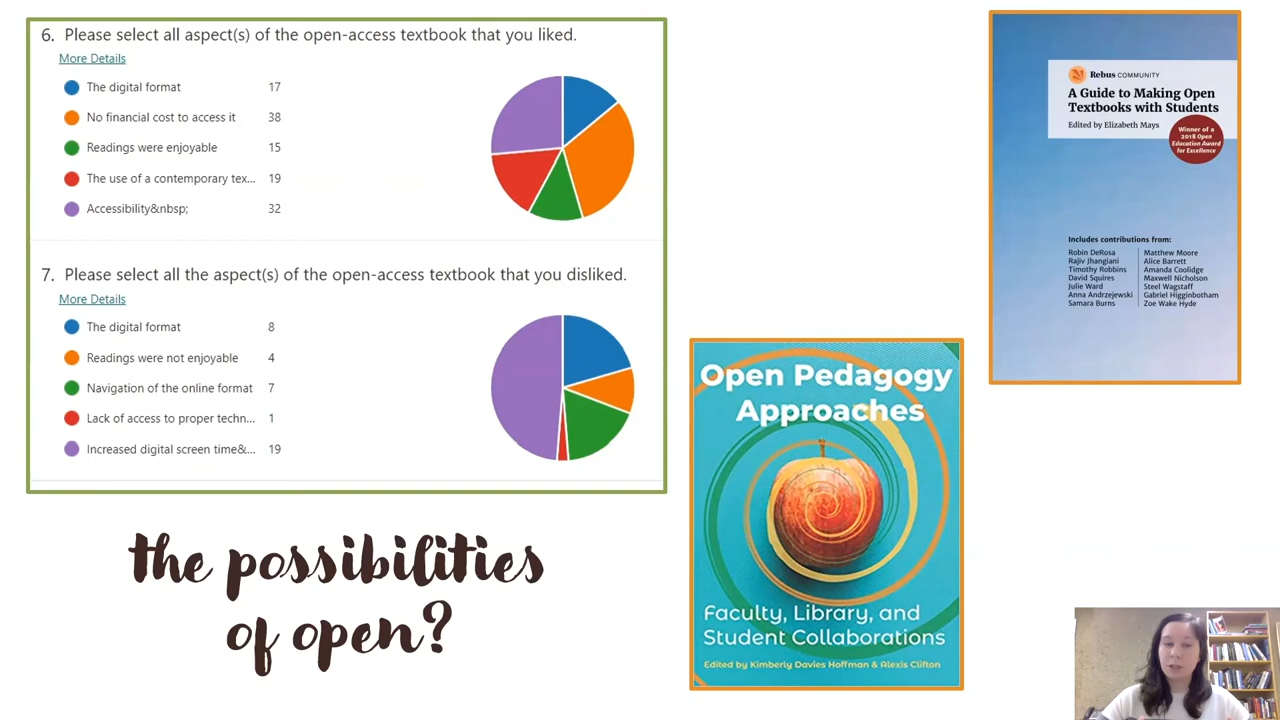 6. Please select all aspect(s) of the open-access textbook that you liked.
More Details
The digital format 17
No financial cost to access it 38
Readings were enjoyable 15
The use of a contemporary tex... 19
Accessibility&nbsp; 32
7. Please select all the aspect(s) of the open-access textbook that you disliked.
More Details
The digital format 8
Readings were not enjoyable 4
Navigation of the online format 7
Lack of access to proper techn... 1
Increased digital screen time&... 19
the possibilities
of open?
Open Pedagogy
Approaches
Faculty, Library, and
Student Collaborations
Edited by Kimberly Davies Hoffman & Alexis Clifton
Rebus COMMUNITY
A Guide to Making Open
Textbooks with Students
Edited by Elizabeth Mays
Winner of a
2018 Open
Education Award
for Excellence
Includes contributions from:
Robin DeRosa
Rajiv Jhangiani
Timothy Robbins
David Squires
Julie Ward
Anna Andrzejewski
Samara Burns
Matthew Moore
Alice Barrett
Amanda Coolidge
Maxwell Nicholson
Steel Wagstaff
Gabriel Higginbotham
Zoe Wake Hyde